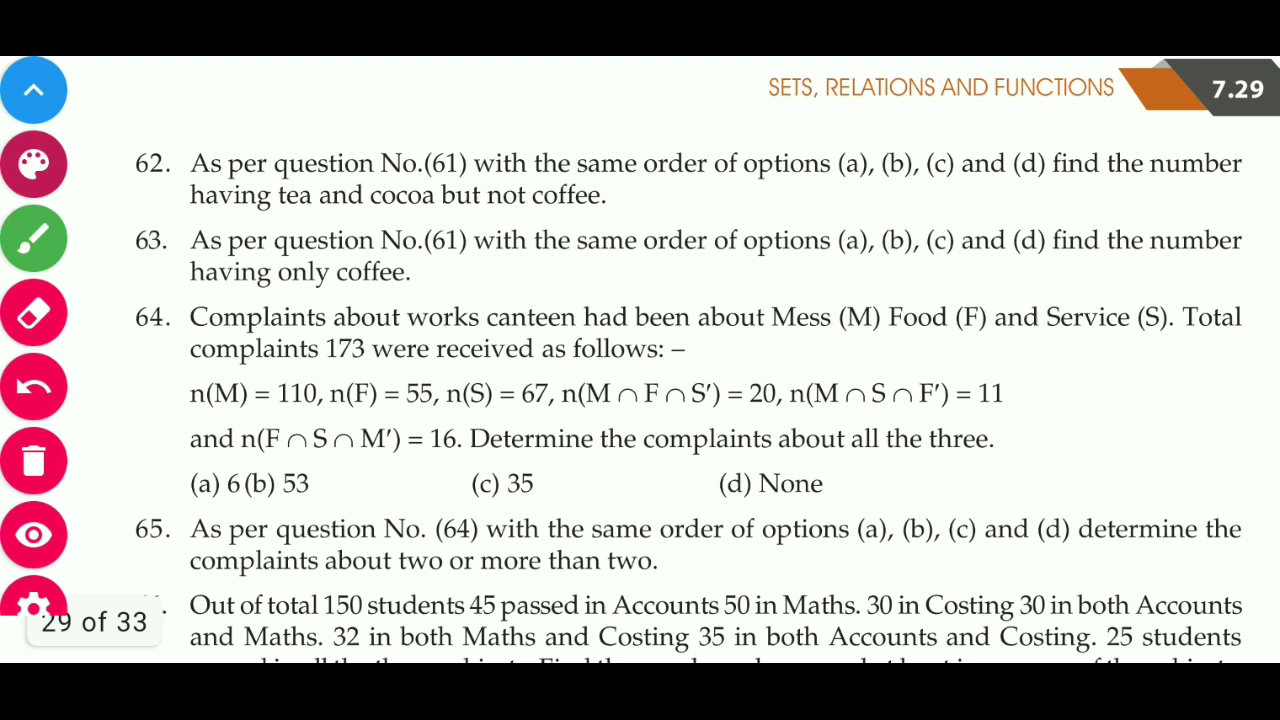 SETS, RELATIONS AND FUNCTIONS 7.29
62. As per question No.(61) with the same order of options (a), (b), (c) and (d) find the number
having tea and cocoa but not coffee.
63. As per question No.(61) with the same order of options (a), (b), (c) and (d) find the number
having only coffee.
64. Complaints about works canteen had been about Mess (M) Food (F) and Service (S). Total
complaints 173 were received as follows: –
n(M) = 110, n(F) = 55, n(S) = 67, n(M ∩ F ∩ S′) = 20, n(M ∩ S ∩ F′) = 11
and n(F ∩ S ∩ M′) = 16. Determine the complaints about all the three.
(a) 6 (b) 53 (c) 35 (d) None
65. As per question No. (64) with the same order of options (a), (b), (c) and (d) determine the
complaints about two or more than two.
Out of total 150 students 45 passed in Accounts 50 in Maths. 30 in Costing 30 in both Accounts
29 of 33
and Maths. 32 in both Maths and Costing 35 in both Accounts and Costing. 25 students